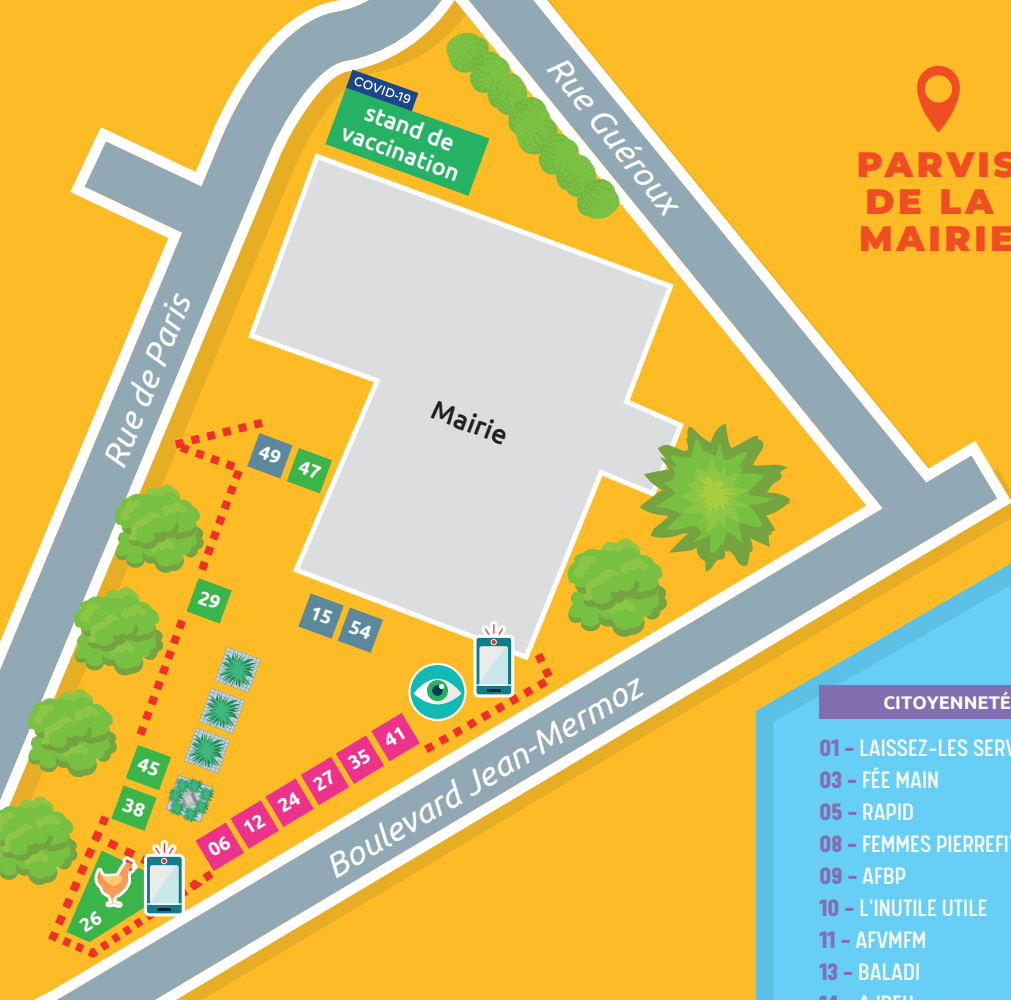 COVID-19
stand de
vaccination
Rue Guéroux
PARVIS
DE LA
MAIRIE
Rue de Paris
Mairie
49
47
29
15
54
41
35
27
24
12
06
45
38
26
Boulevard Jean-Mermoz
CITOYENNETÉ
01 – LAISSEZ-LES SERV
03 – FÉE MAIN
05 – RAPID
08 – FEMMES PIERREFI
09 – AFBP
10 – L'INUTILE UTILE
11 – AFVMFM
13 – BALADI